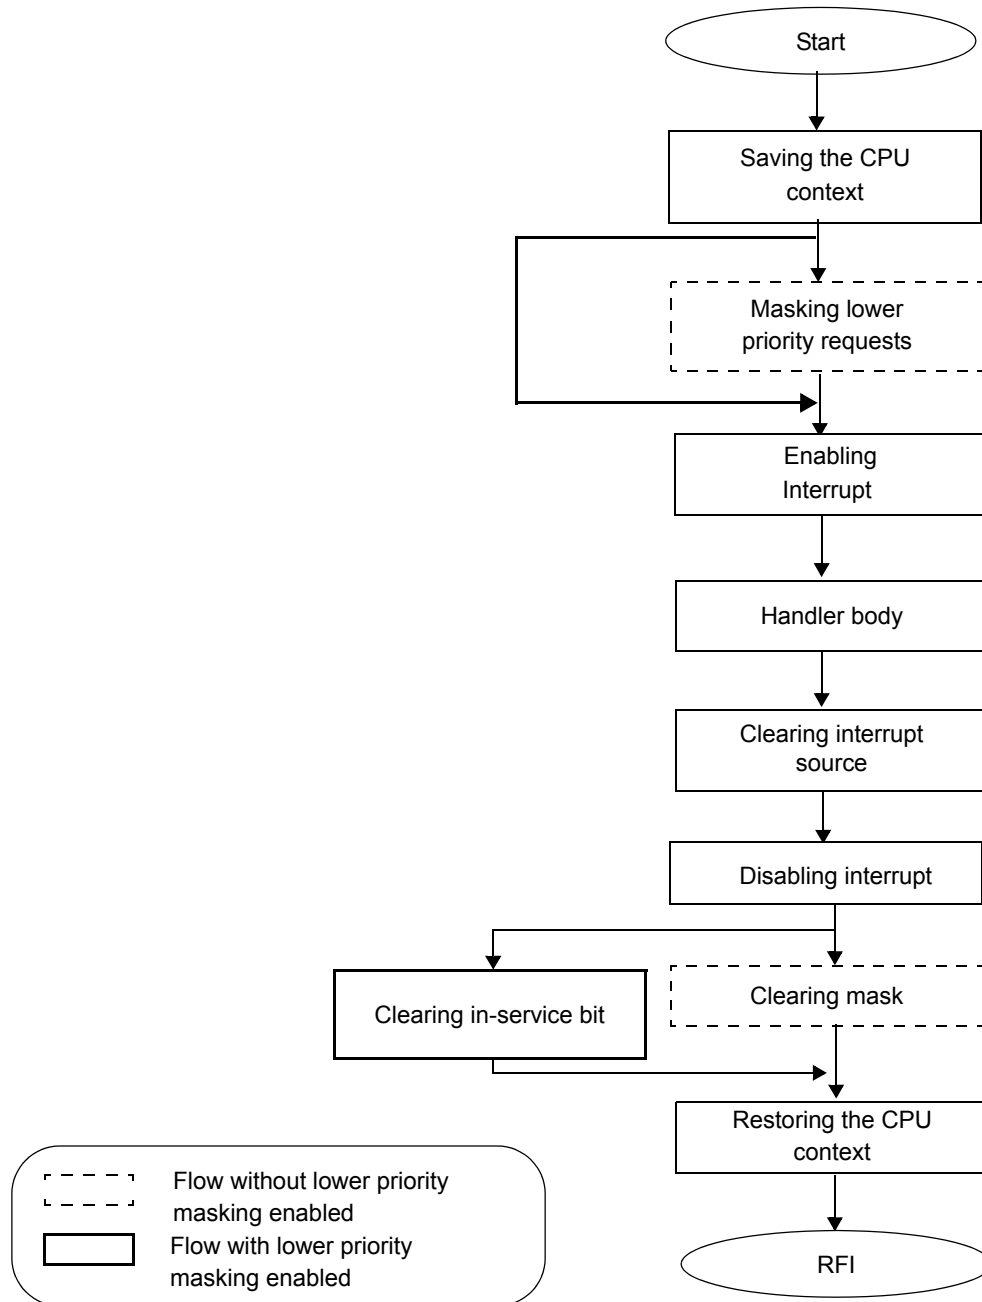 Start
Saving the CPU
context
Masking lower
priority requests
Enabling
Interrupt
Handler body
Clearing interrupt
source
Disabling interrupt
Clearing in-service bit
Clearing mask
Restoring the CPU
context
RFI
Flow without lower priority
masking enabled
Flow with lower priority
masking enabled